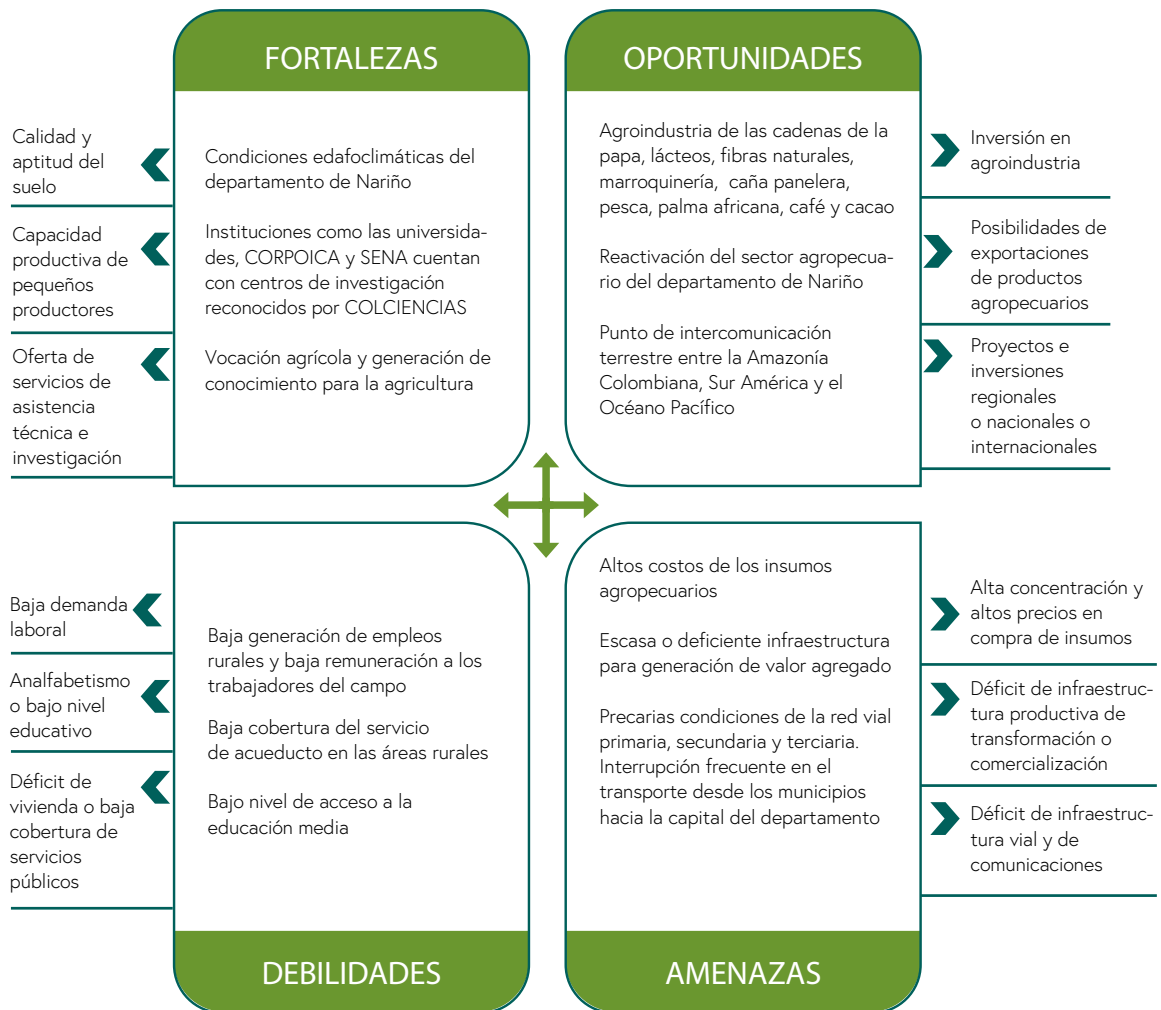 FORTALEZAS
Calidad y
aptitud del
suelo
Capacidad
productiva de
pequeños
productores
Oferta de
servicios de
asistencia
técnica e
investigación
Condiciones edafoclimáticas del
departamento de Nariño
Instituciones como las universida-
des, CORPOICA y SENA cuentan
con centros de investigación
reconocidos por COLCIENCIAS
Vocación agrícola y generación de
conocimiento para la agricultura
OPORTUNIDADES
Agroindustria de las cadenas de la
papa, lácteos, fibras naturales,
marroquinería, caña panelera,
pesca, palma africana, café y cacao
Reactivación del sector agropecua-
rio del departamento de Nariño
Punto de intercomunicación
terrestre entre la Amazonía
Colombiana, Sur América y el
Océano Pacífico
Inversión en
agroindustria
Posibilidades de
exportaciones
de productos
agropecuarios
Proyectos e
inversiones
regionales
o nacionales o
internacionales
Baja demanda
laboral
Analfabetismo
o bajo nivel
educativo
Déficit de
vivienda o baja
cobertura de
servicios
públicos
Baja generación de empleos
rurales y baja remuneración a los
trabajadores del campo
Baja cobertura del servicio
de acueducto en las áreas rurales
Bajo nivel de acceso a la
educación media
DEBILIDADES
Altos costos de los insumos
agropecuarios
Escasa o deficiente infraestructura
para generación de valor agregado
Precarias condiciones de la red vial
primaria, secundaria y terciaria.
Interrupción frecuente en el
transporte desde los municipios
hacia la capital del departamento
Alta concentración y
altos precios en
compra de insumos
Déficit de infraestruc-
tura productiva de
transformación o
comercialización
Déficit de infraestruc-
tura vial y de
comunicaciones
AMENAZAS